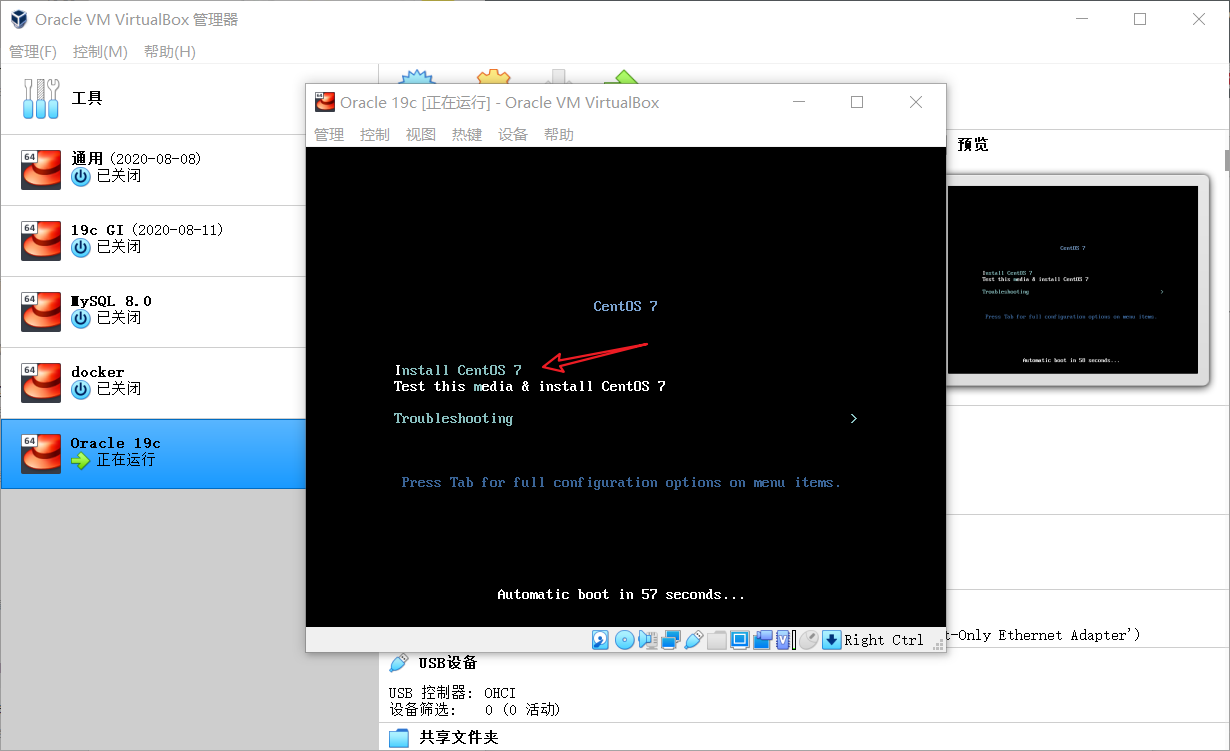 Oracle VM VirtualBox 管理器
管理(F) 控制(M) 帮助(H)
工具
64
通用 (2020-08-08)
已关闭
64
19c GI (2020-08-11)
已关闭
64
MySQL 8.0
已关闭
64
docker
已关闭
64
Oracle 19c
正在运行
64
Oracle 19c [正在运行] - Oracle VM VirtualBox
管理 控制 视图 热键 设备 帮助
CentOS 7
Install CentOS 7
Test this media & install CentOS 7
Troubleshooting >
Press Tab for full configuration options on menu items.
Automatic boot in 57 seconds...
Right Ctrl
预览
CentOS 7
Install CentOS 7
Test this media & install CentOS 7
Troubleshooting >
Press Tab for full configuration options on menu items.
Automatic boot in 58 seconds...
t-Only Ethernet Adapter')
USB设备
USB 控制器: OHCI
设备筛选: 0 (0 活动)
共享文件夹